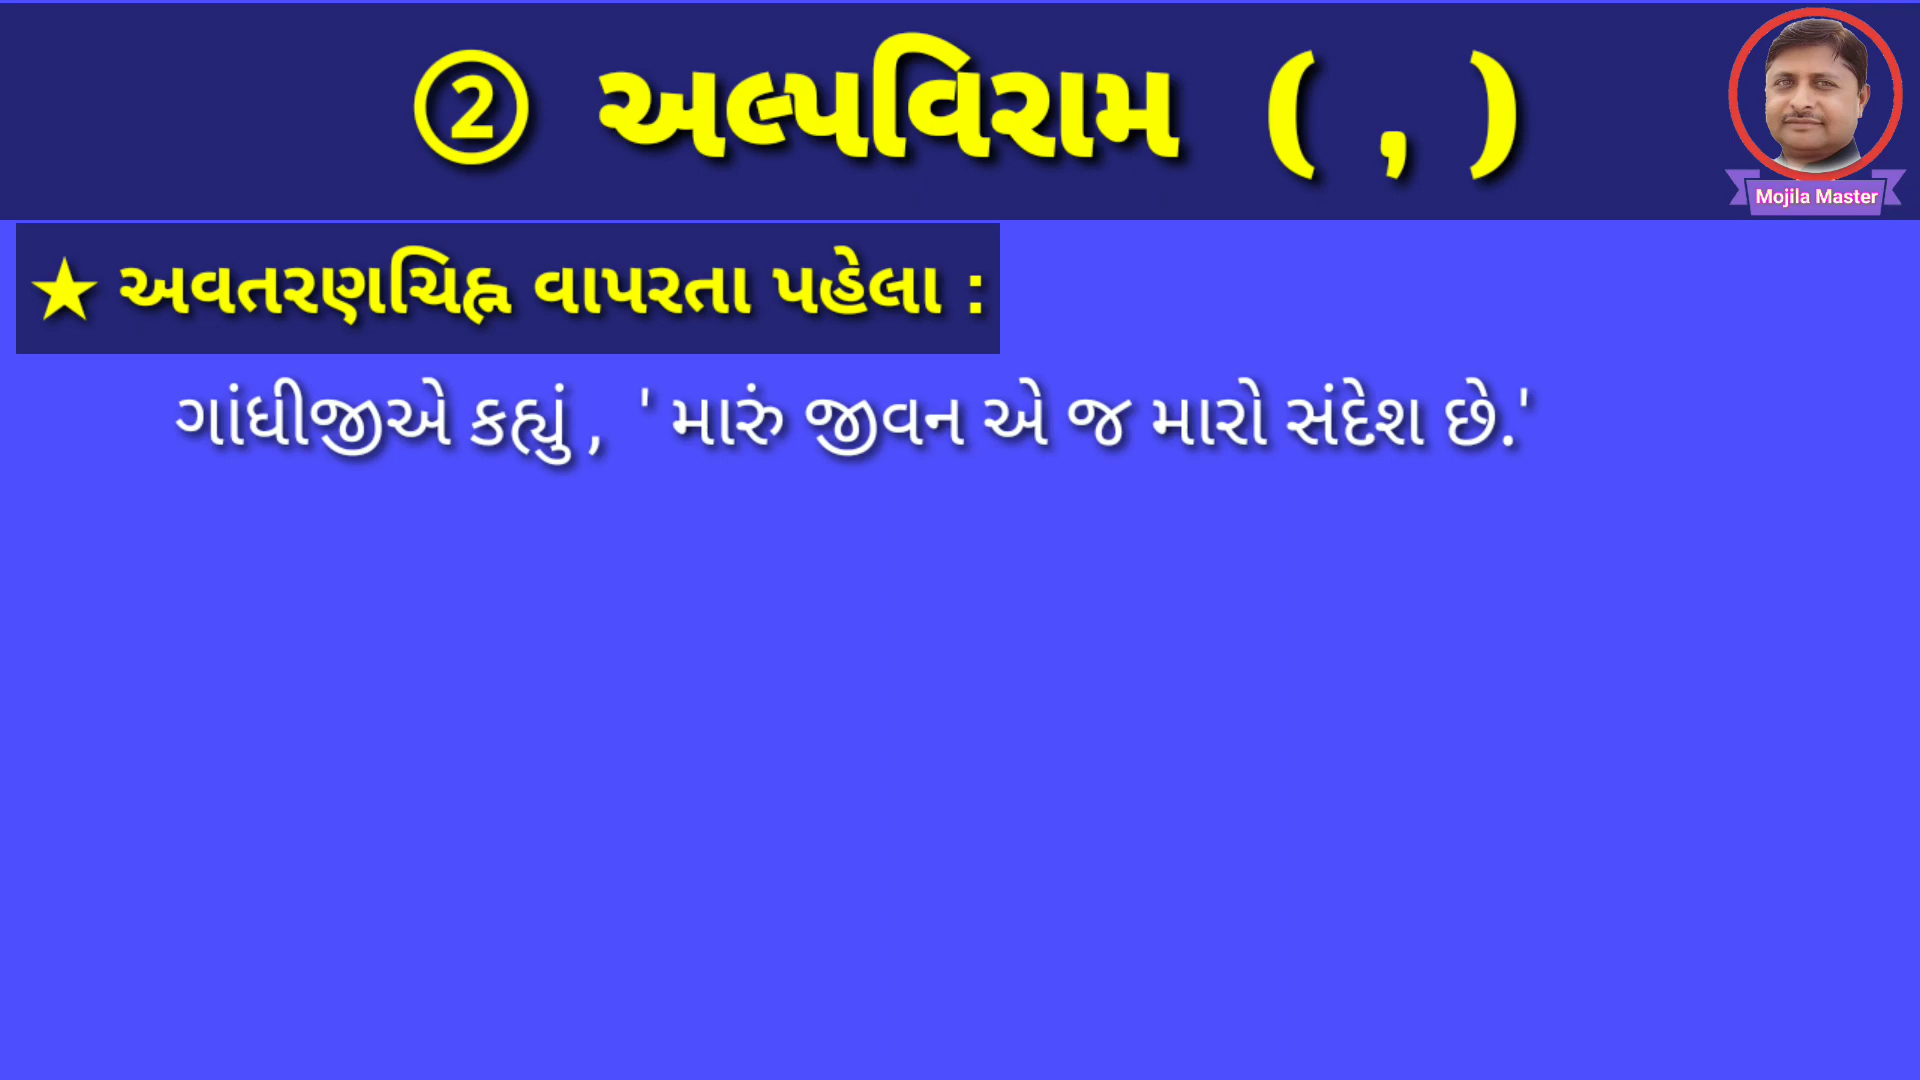 ② અલ્પવિરામ ( , )
Mojila Master
★ અવતરણચિહ્ન વાપરતા પહેલા :
ગાંધીજીએ કહ્યું , ' મારું જીવન એ જ મારો સંદેશ છે.'